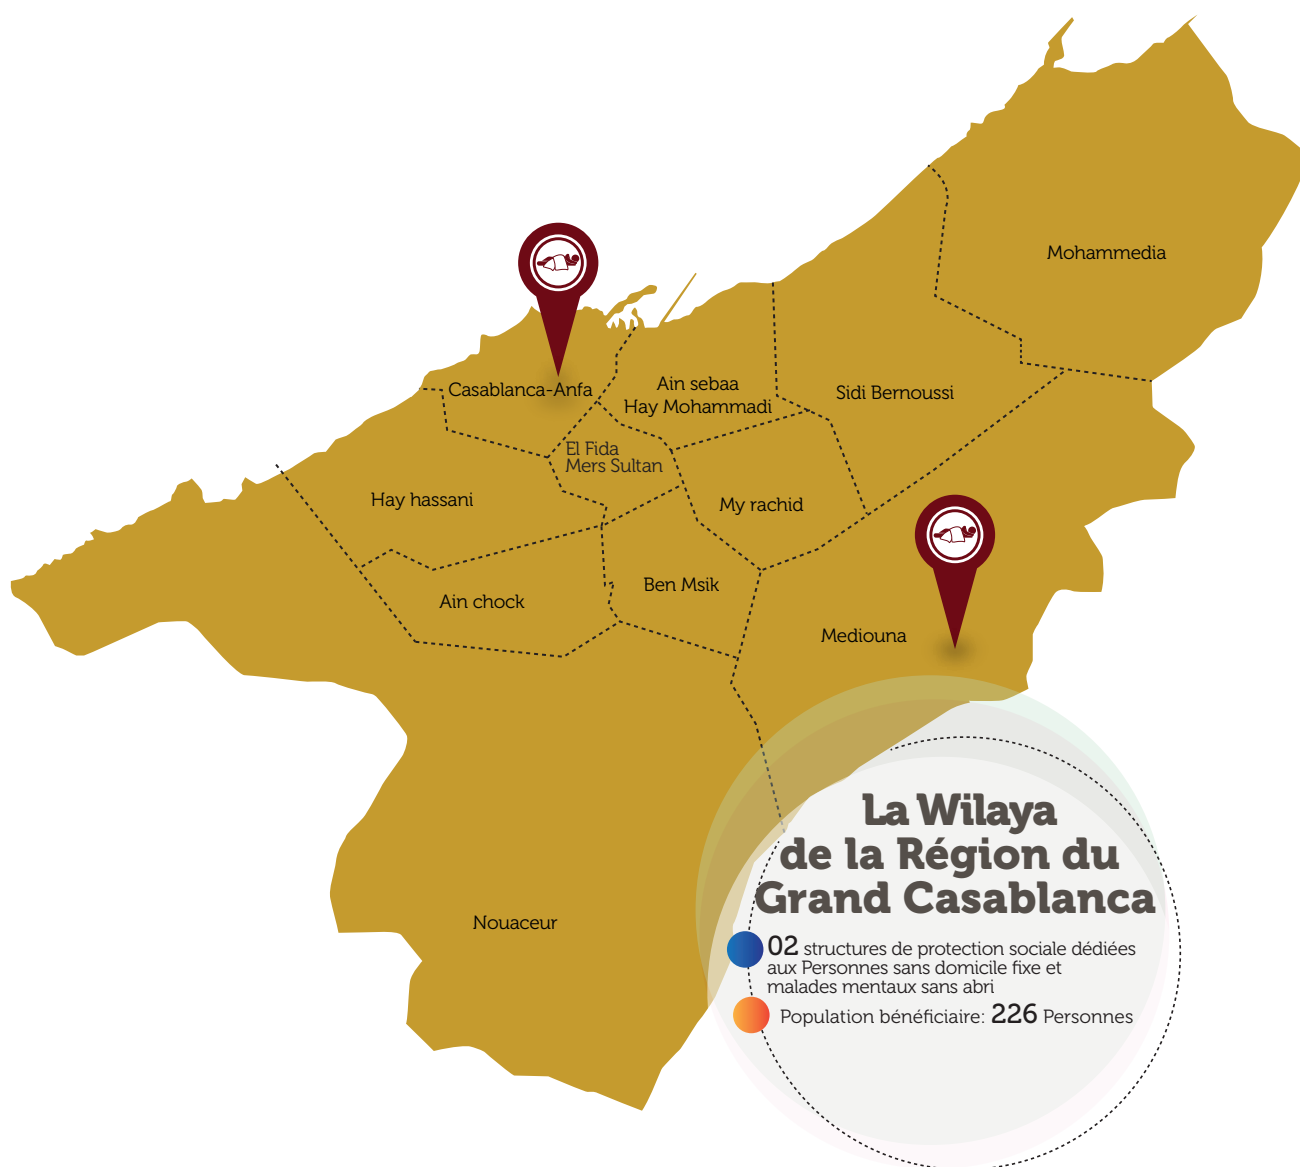 Mohammedia
Casablanca-Anfa
Ain sebaa
Hay Mohammadi
Sidi Bernoussi
El Fida
Mers Sultan
Hay hassani
My rachid
Ain chock
Ben Msik
Mediouna
Nouaceur
La Wilaya
de la Région du
Grand Casablanca
02 structures de protection sociale dédiées
aux Personnes sans domicile fixe et
malades mentaux sans abri
Population bénéficiaire: 226 Personnes